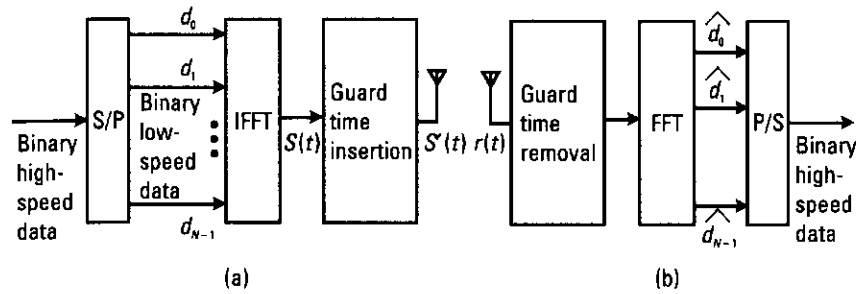 d₀
d₁
Binary
low-
speed
data
d_{N−1}
S/P
Binary
high-
speed
data
IFFT
S(t)
Guard
time
insertion
S′(t)
r(t)
Guard
time
removal
FFT
d̂₀
d̂₁
d̂_{N−1}
P/S
Binary
high-
speed
data
(a)
(b)